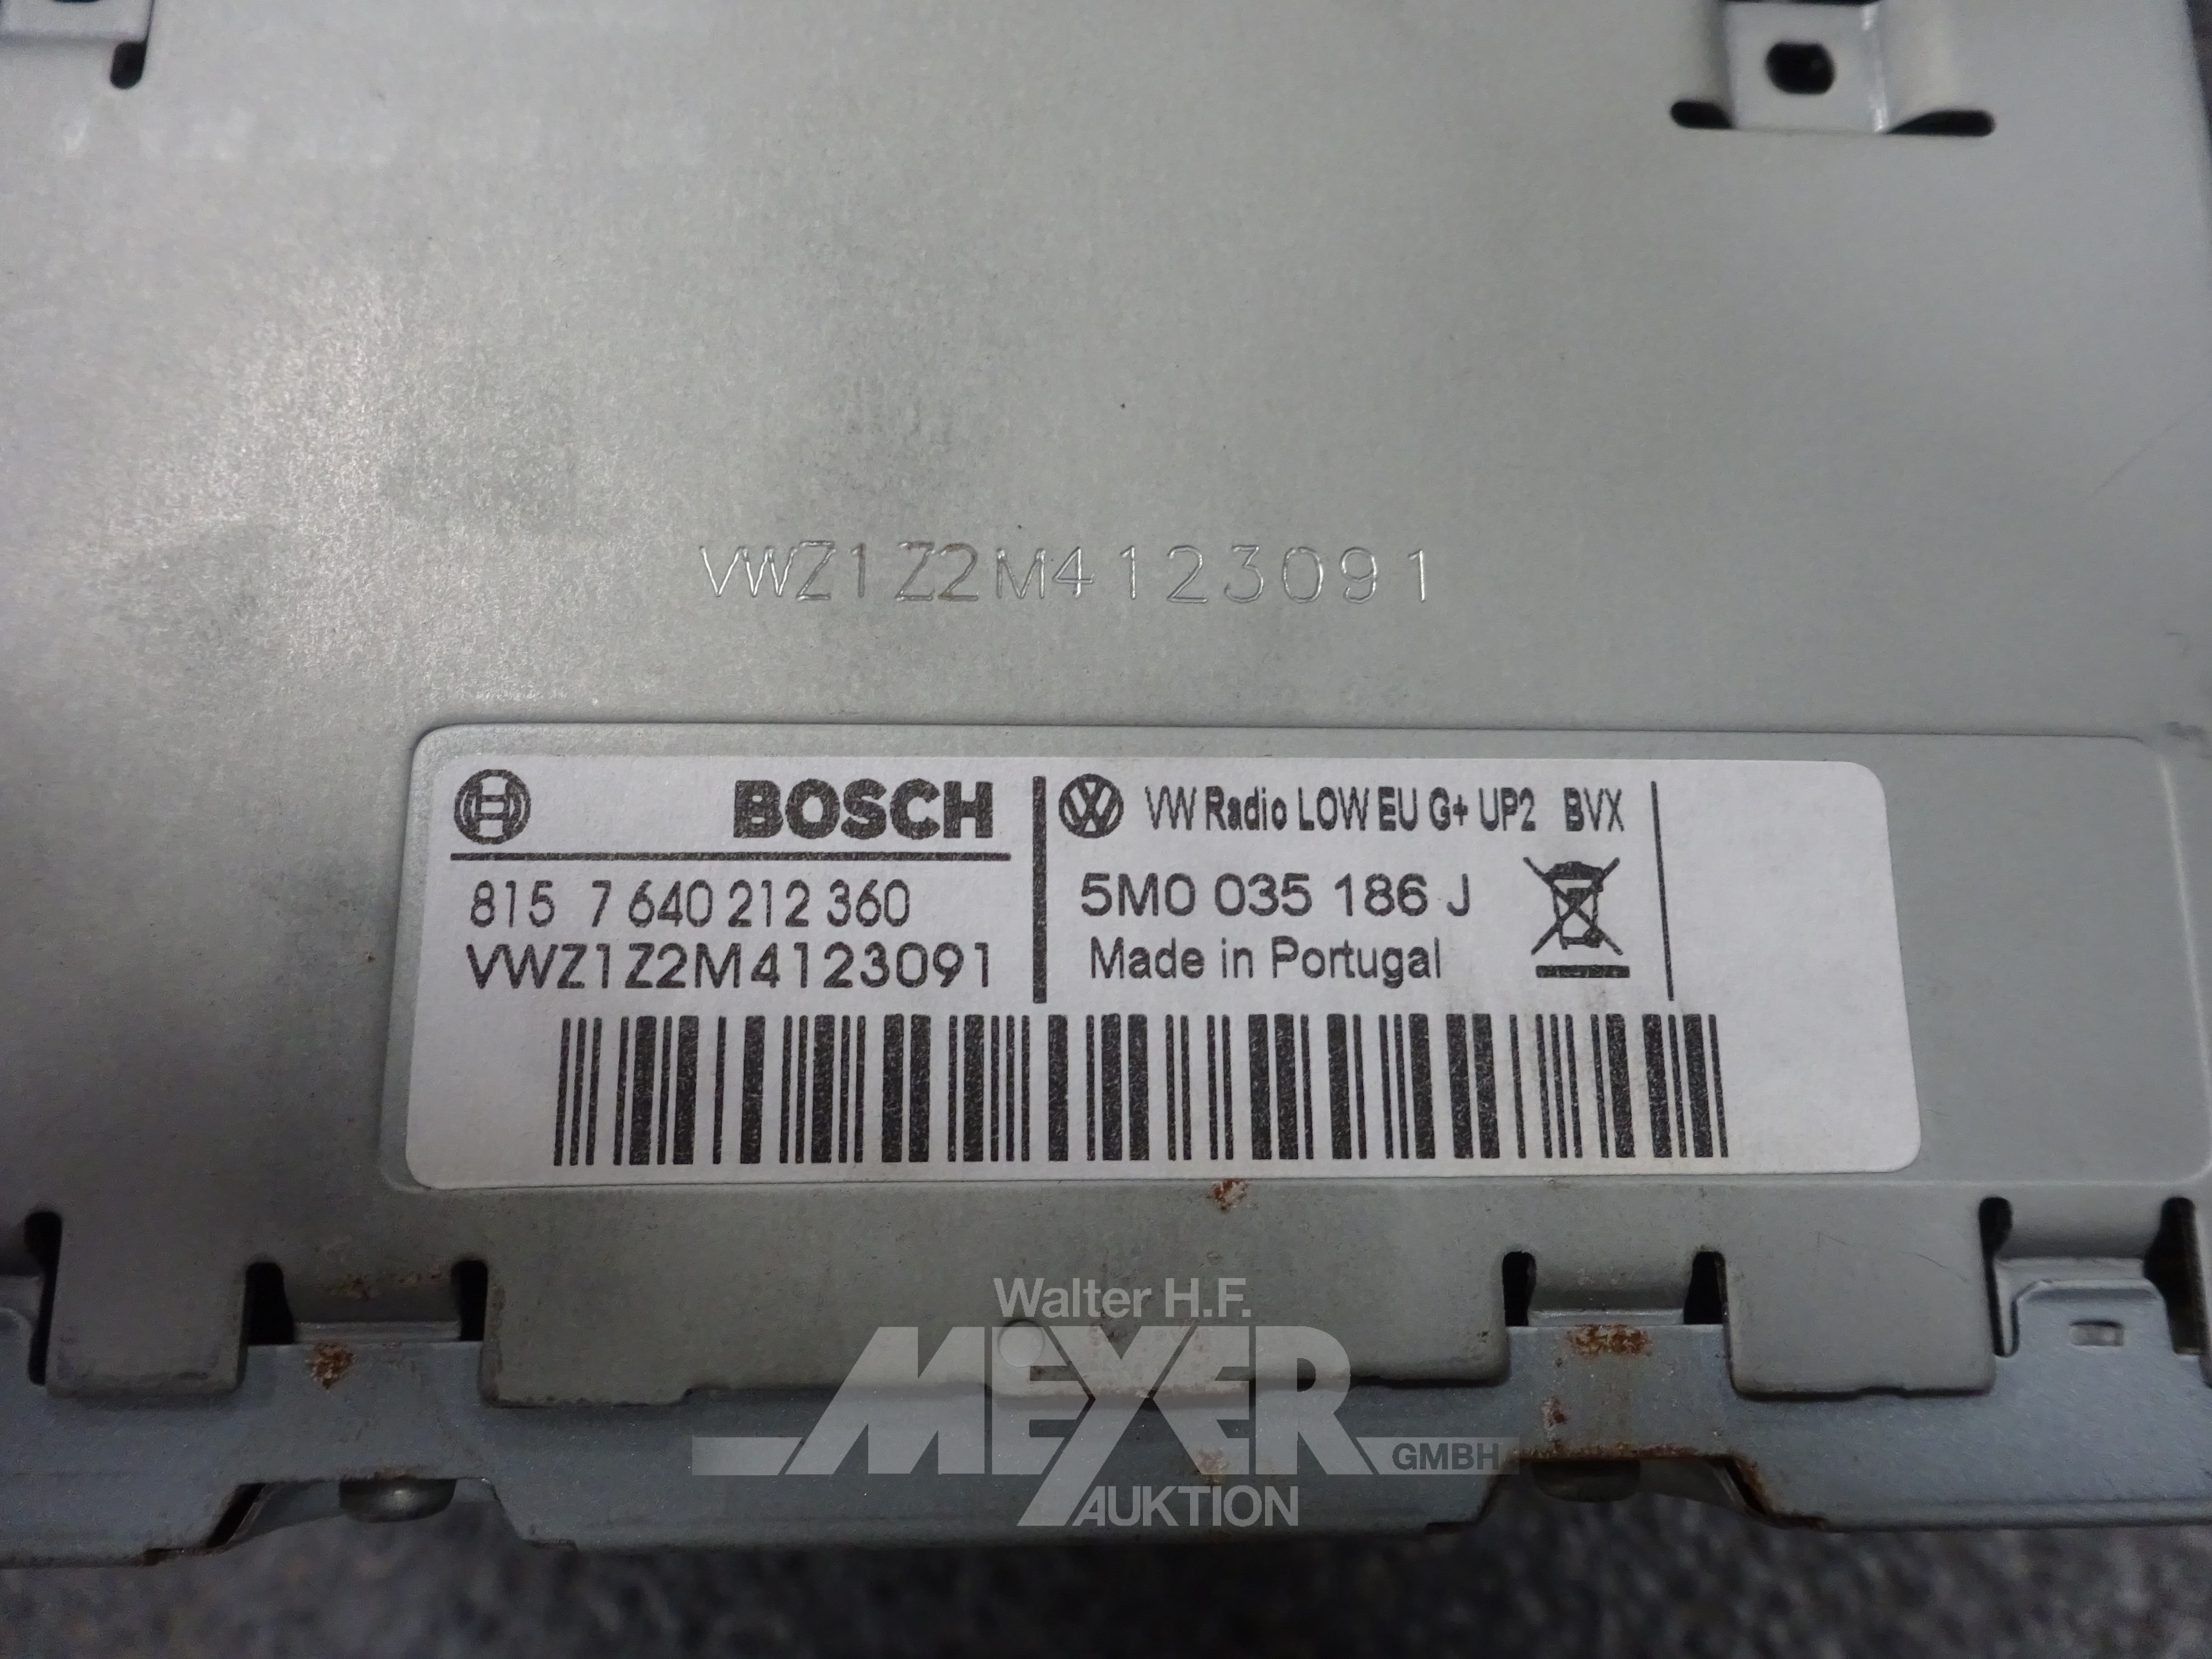 VWZ1Z2M4123091
BOSCH
815 7 640 212 360
VWZ1Z2M4123091
VW Radio LOW EU G+ UP2 BVX
5M0 035 186 J
Made in Portugal
Walter H.F.
MEYER
GMBH
AUKTION